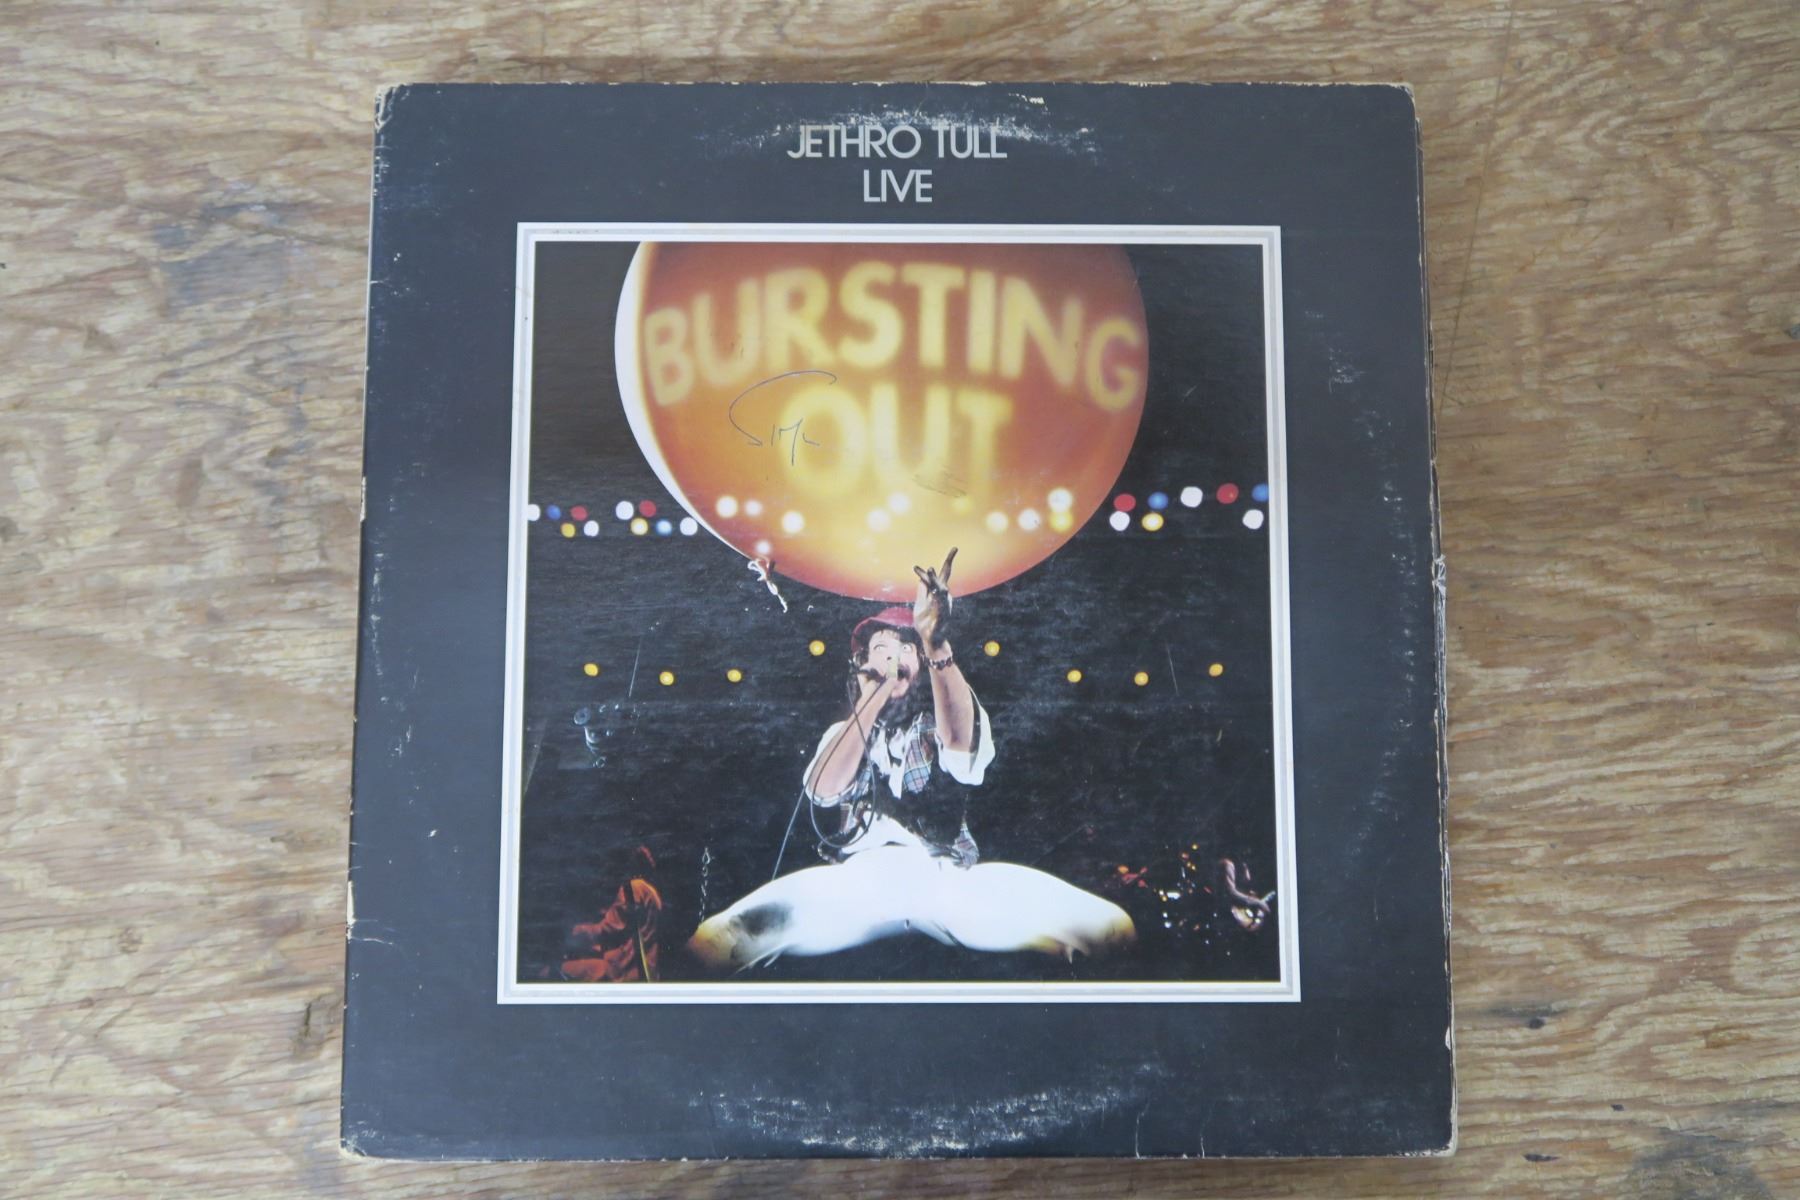 JETHRO TULL
LIVE
BURSTING
OUT